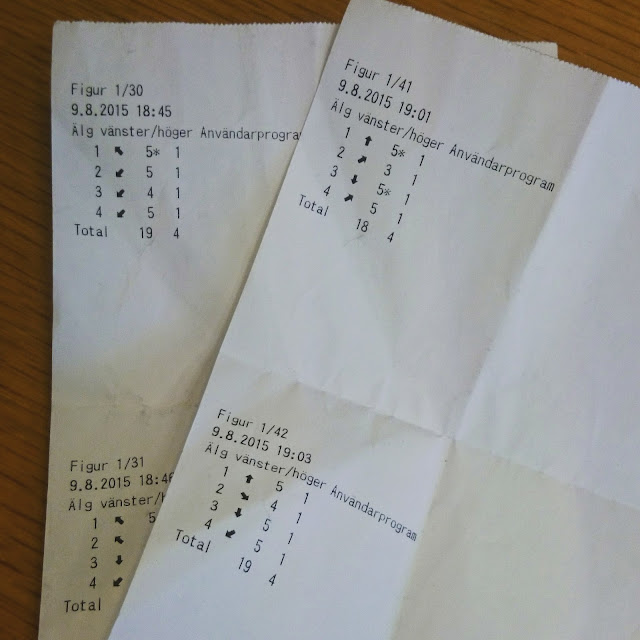 Figur 1/30
9.8.2015 18:45
Älg vänster/höger Användarprogra
1 ↖ 5* 1
2 ↙ 5 1
3 ↙ 4 1
4 ↙ 5 1
Total 19 4
Figur 1/31
9.8.2015 18:46
Älg vänster/h
1 ↖ 5
2 ↖
3 ↓
4 ↙
Total
Figur 1/41
9.8.2015 19:01
Älg vänster/höger Användarprogram
1 ↑ 5* 1
2 ↗ 3 1
3 ↓ 5* 1
4 ↗ 5 1
Total 18 4
Figur 1/42
9.8.2015 19:03
Älg vänster/höger Användarprogram
1 ↑ 5 1
2 ↘ 4 1
3 ↓ 5 1
4 ↙ 5 1
Total 19 4